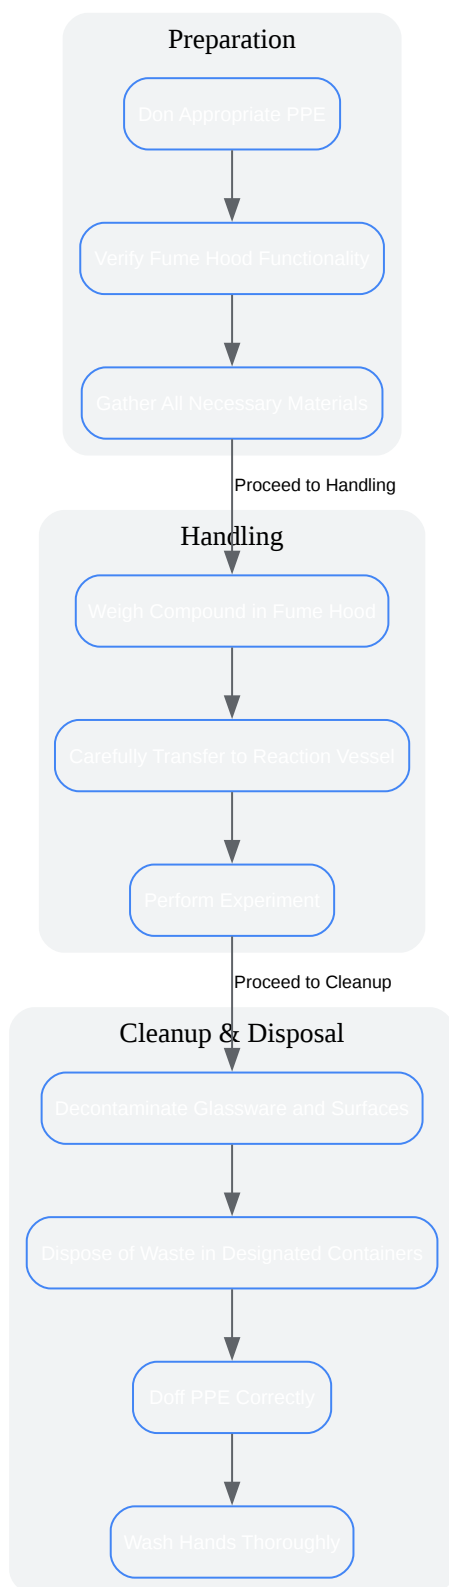 Preparation
Don Appropriate PPE
Verify Fume Hood Functionality
Gather All Necessary Materials
Proceed to Handling
Handling
Weigh Compound in Fume Hood
Carefully Transfer to Reaction Vessel
Perform Experiment
Proceed to Cleanup
Cleanup & Disposal
Decontaminate Glassware and Surfaces
Dispose of Waste in Designated Containers
Doff PPE Correctly
Wash Hands Thoroughly